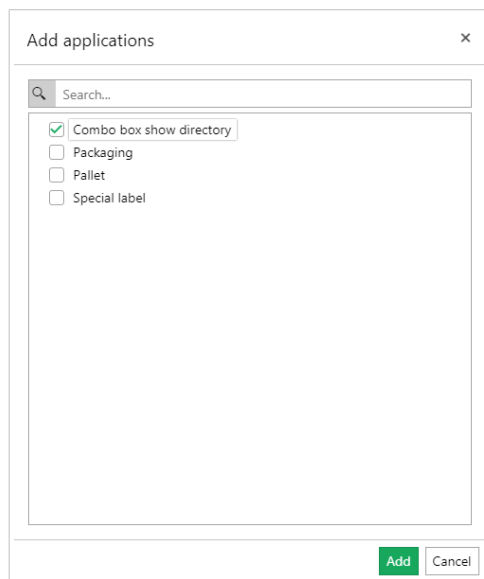 Add applications
Search...
Combo box show directory
Packaging
Pallet
Special label
Add Cancel